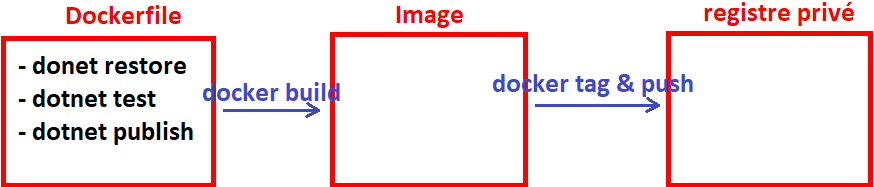 Dockerfile
Image
registre privé
- donet restore
- dotnet test
- dotnet publish
docker build
docker tag & push